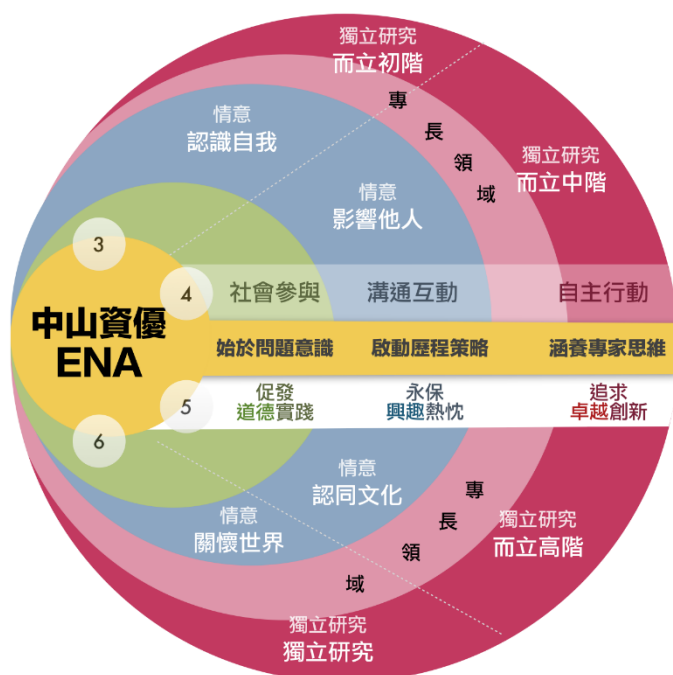 獨立研究
而立初階
專長領域
情意
認識自我
獨立研究
而立中階
情意
影響他人
3
4
社會參與
溝通互動
自主行動
中山資優
ENA
始於問題意識
啟動歷程策略
涵養專家思維
5
促發
道德實踐
永保
興趣熱忱
追求
卓越創新
6
情意
認同文化
專長領域
情意
關懷世界
獨立研究
而立高階
獨立研究
獨立研究